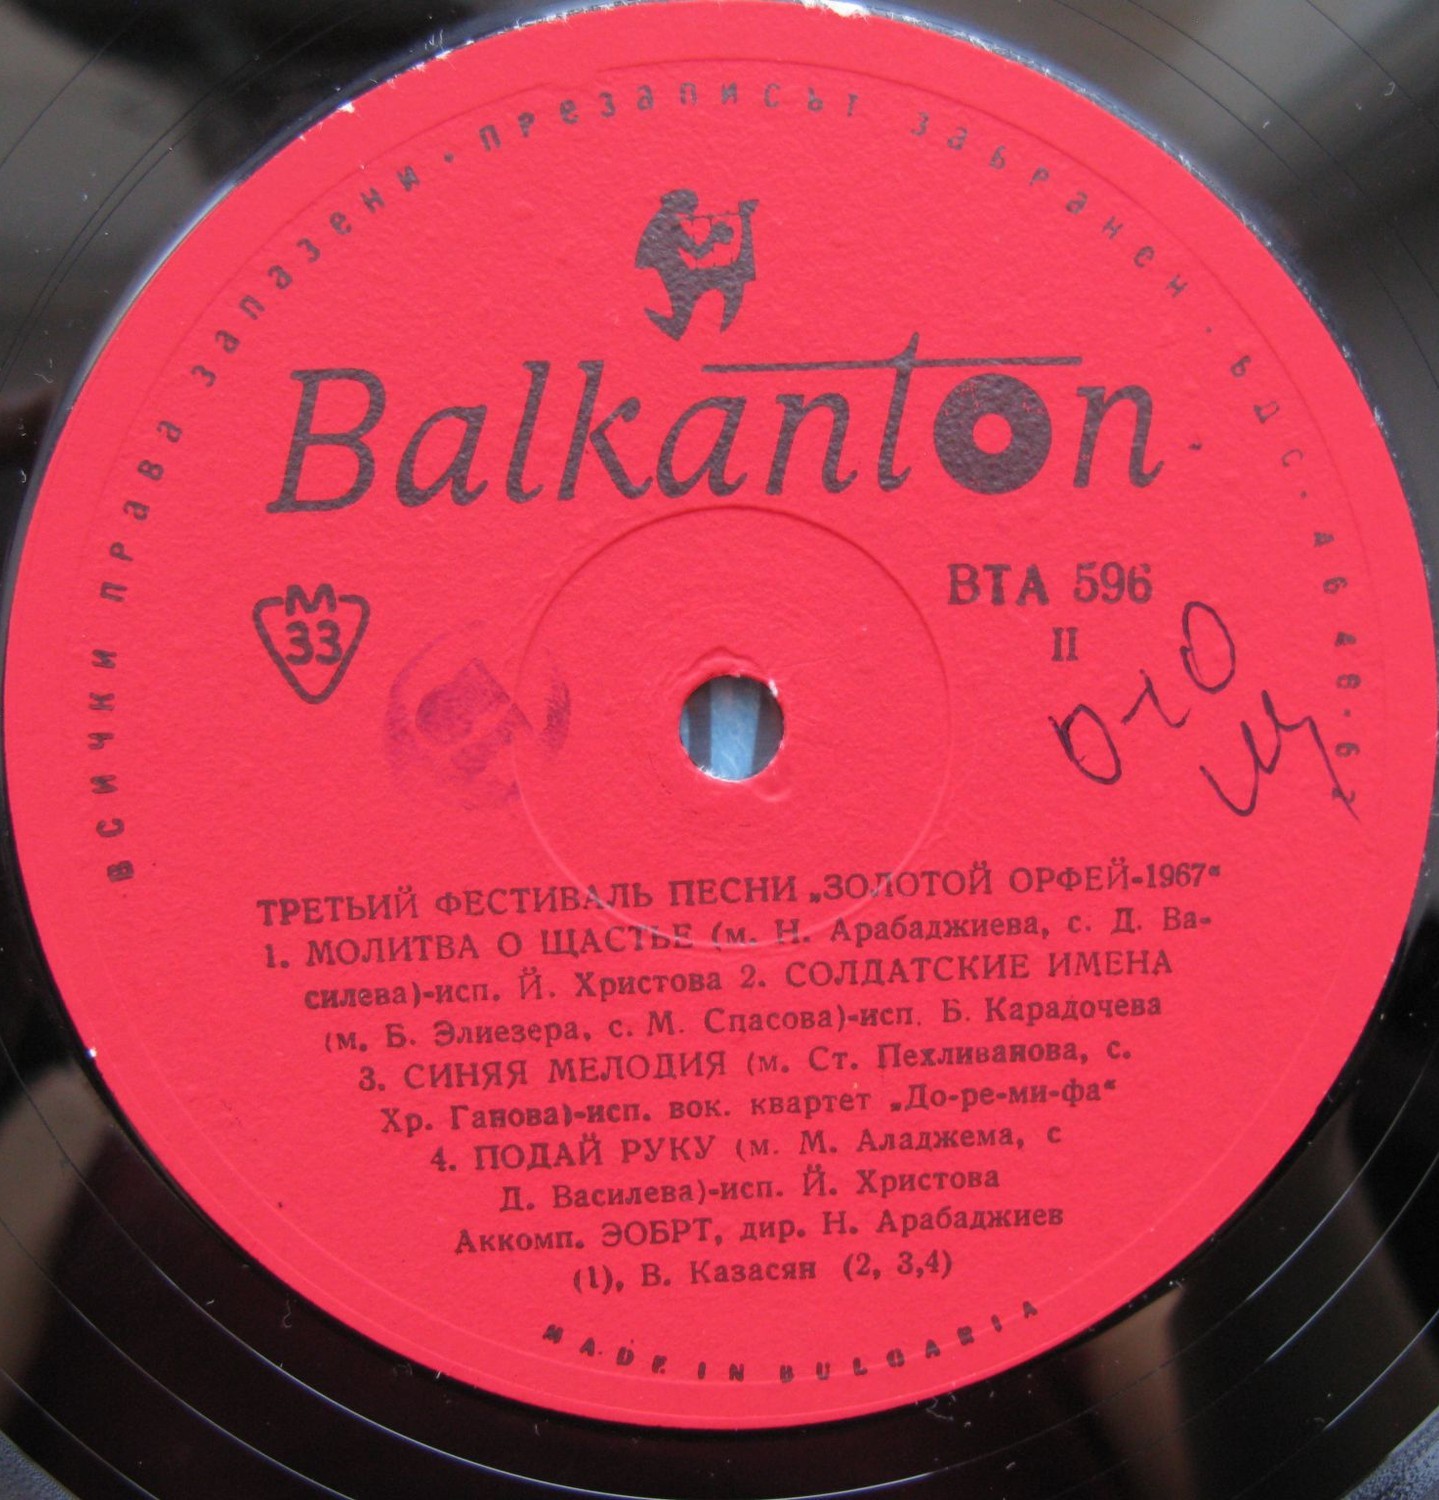 всички права запазени · презаписът забранен · БДС · 4648 · 67
Balkanton
M
33
ВТА 596
II
ТРЕТЬИЙ ФЕСТИВАЛЬ ПЕСНИ „ЗОЛОТОЙ ОРФЕЙ-1967“
1. МОЛИТВА О ЩАСТЬЕ (м. Н. Арабаджиева, с. Д. Ва-
силева)-исп. Й. Христова 2. СОЛДАТСКИЕ ИМЕНА
(м. Б. Элиезера, с. М. Спасова)-исп. Б. Карадочева
3. СИНЯЯ МЕЛОДИЯ (м. Ст. Пехливанова, с.
Хр. Ганова)-исп. вок. квартет „До-ре-ми-фа“
4. ПОДАЙ РУКУ (м. М. Аладжема, с
Д. Василева)-исп. Й. Христова
Аккомп. ЭОБРТ, дир. Н. Арабаджиев
(1), В. Казасян (2, 3,4)
MADE IN BULGARIA